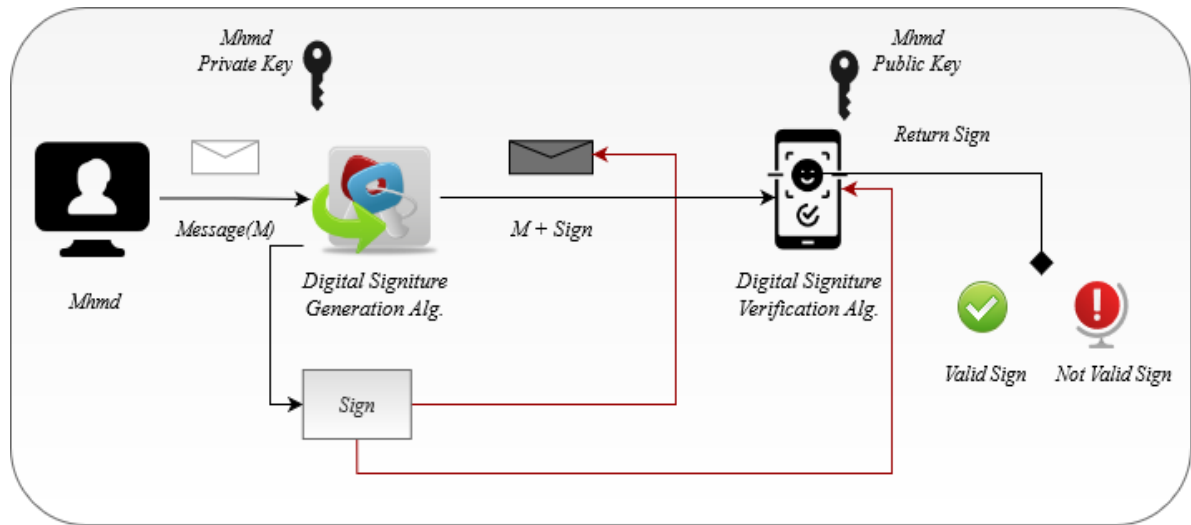 Mhmd
Private Key
Mhmd
Public Key
Return Sign
Message(M)
M + Sign
Mhmd
Digital Signiture
Generation Alg.
Digital Signiture
Verification Alg.
Valid Sign
Not Valid Sign
Sign